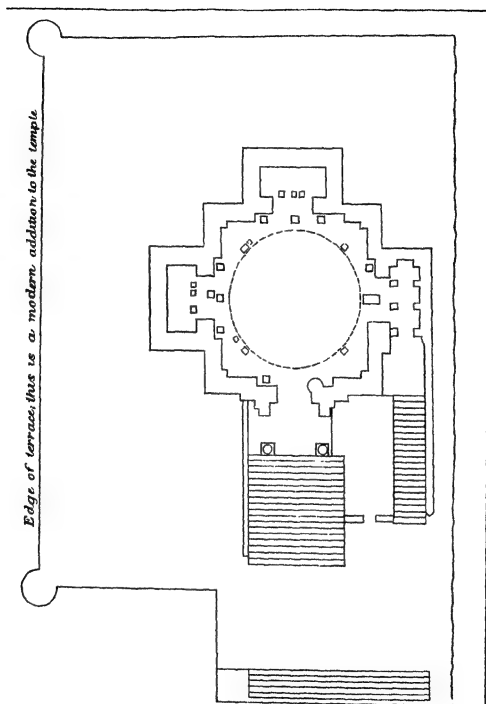 Edge of terrace, this is a modern addition to the temple